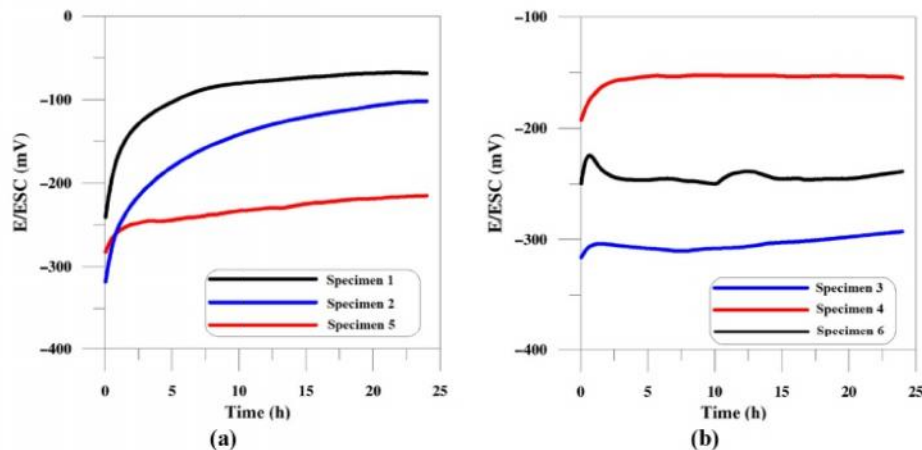 0
−100
−200
−300
−400
E/ESC (mV)
0
5
10
15
20
25
Time (h)
Specimen 1
Specimen 2
Specimen 5
(a)
−100
−200
−300
−400
E/ESC (mV)
0
5
10
15
20
25
Time (h)
Specimen 3
Specimen 4
Specimen 6
(b)